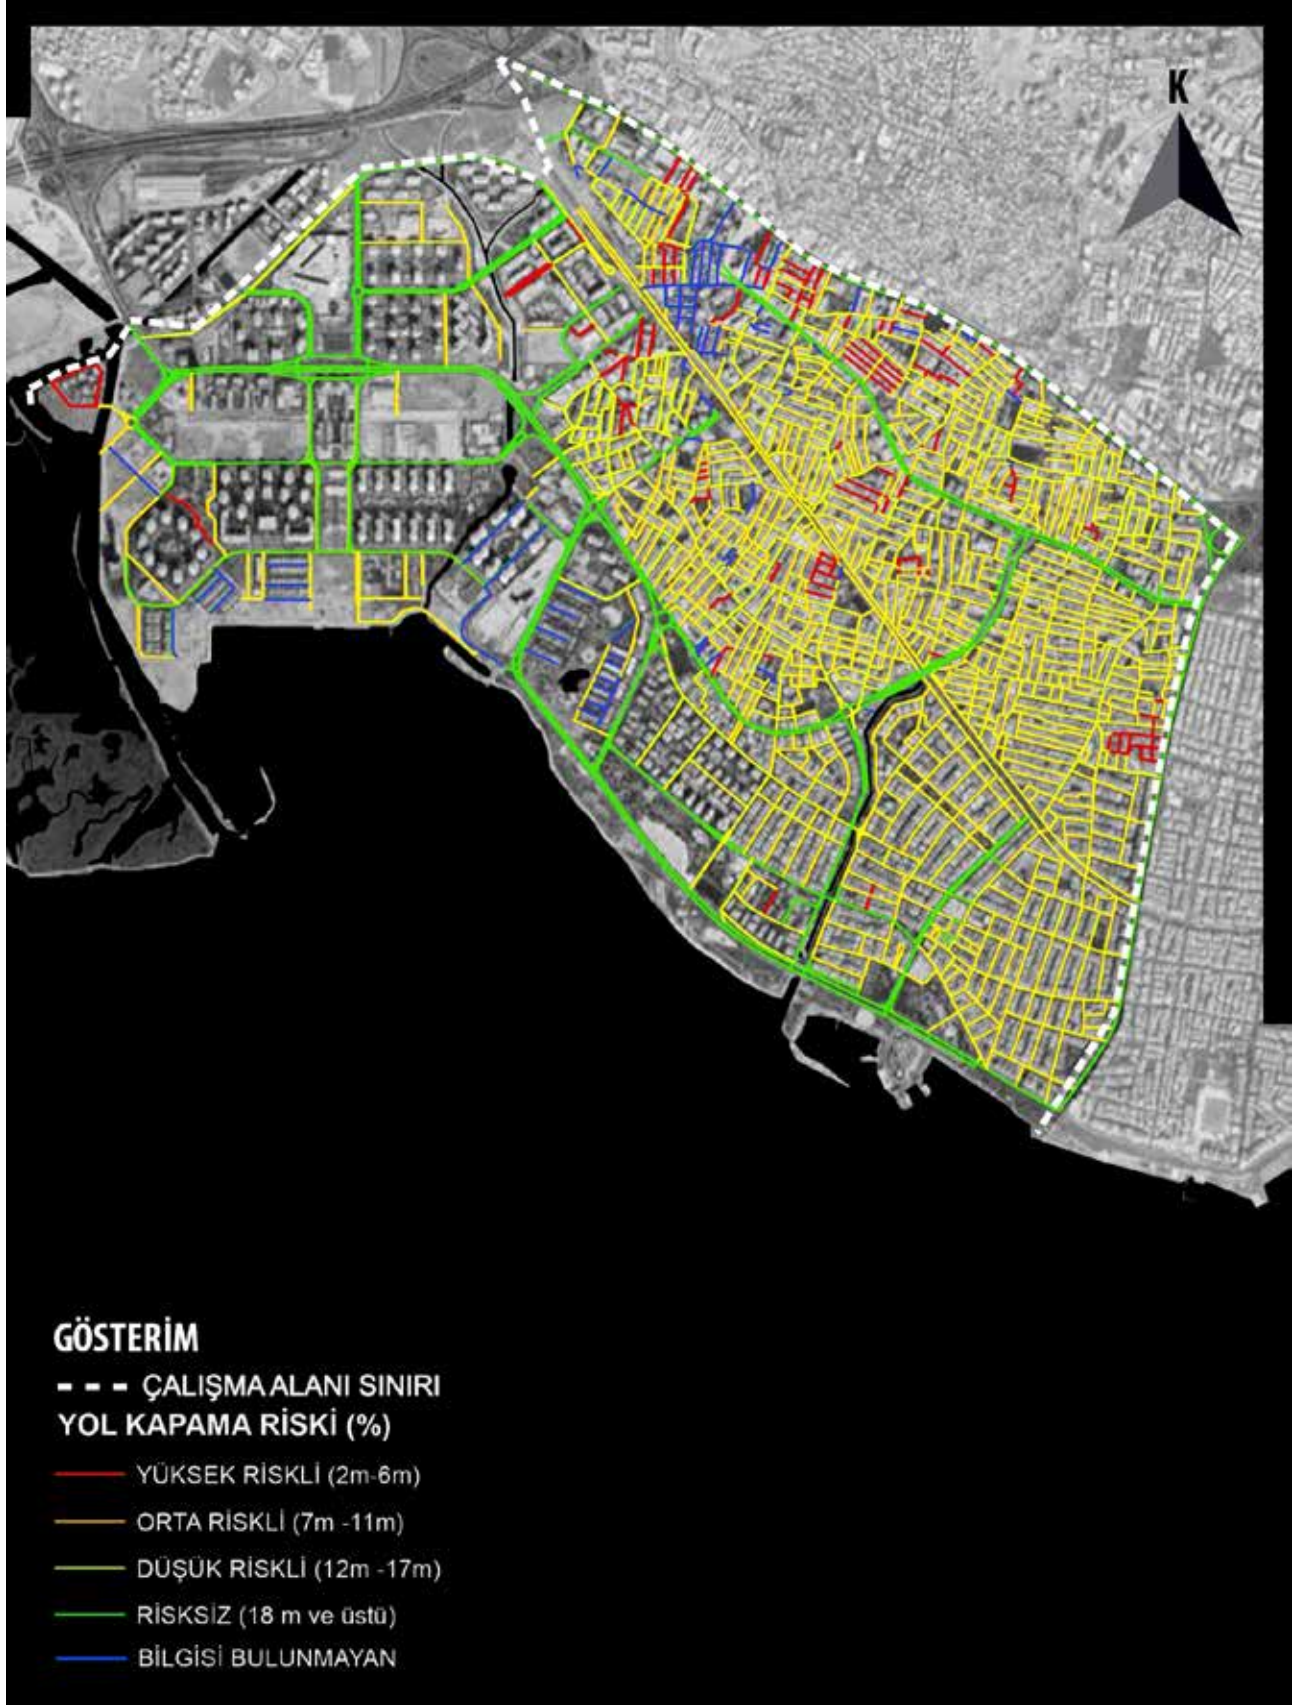 K
GÖSTERİM
ÇALIŞMA ALANI SINIRI
YOL KAPAMA RİSKİ (%)
YÜKSEK RİSKLİ (2m-6m)
ORTA RİSKLİ (7m -11m)
DÜŞÜK RİSKLİ (12m -17m)
RİSKSİZ (18 m ve üstü)
BİLGİSİ BULUNMAYAN